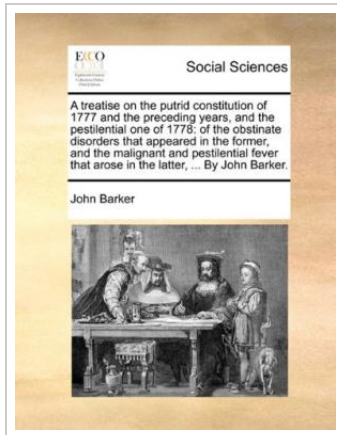 ECCO
Social Sciences
A treatise on the putrid constitution of
1777 and the preceding years, and the
pestilential one of 1778: of the obstinate
disorders that appeared in the former,
and the malignant and pestilential fever
that arose in the latter, ... By John Barker.
John Barker